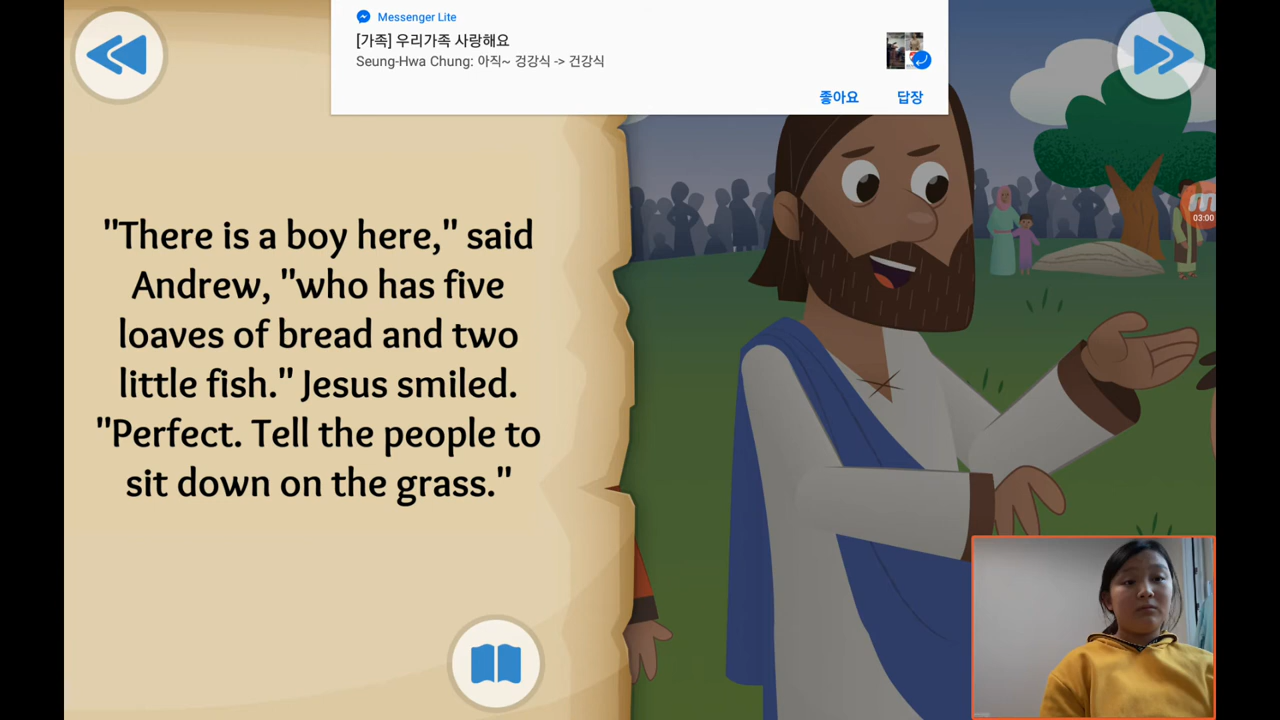 Messenger Lite
[가족] 우리가족 사랑해요
Seung-Hwa Chung: 아직~ 겅강식 -> 건강식
좋아요 답장
"There is a boy here," said
Andrew, "who has five
loaves of bread and two
little fish." Jesus smiled.
"Perfect. Tell the people to
sit down on the grass."
03:00